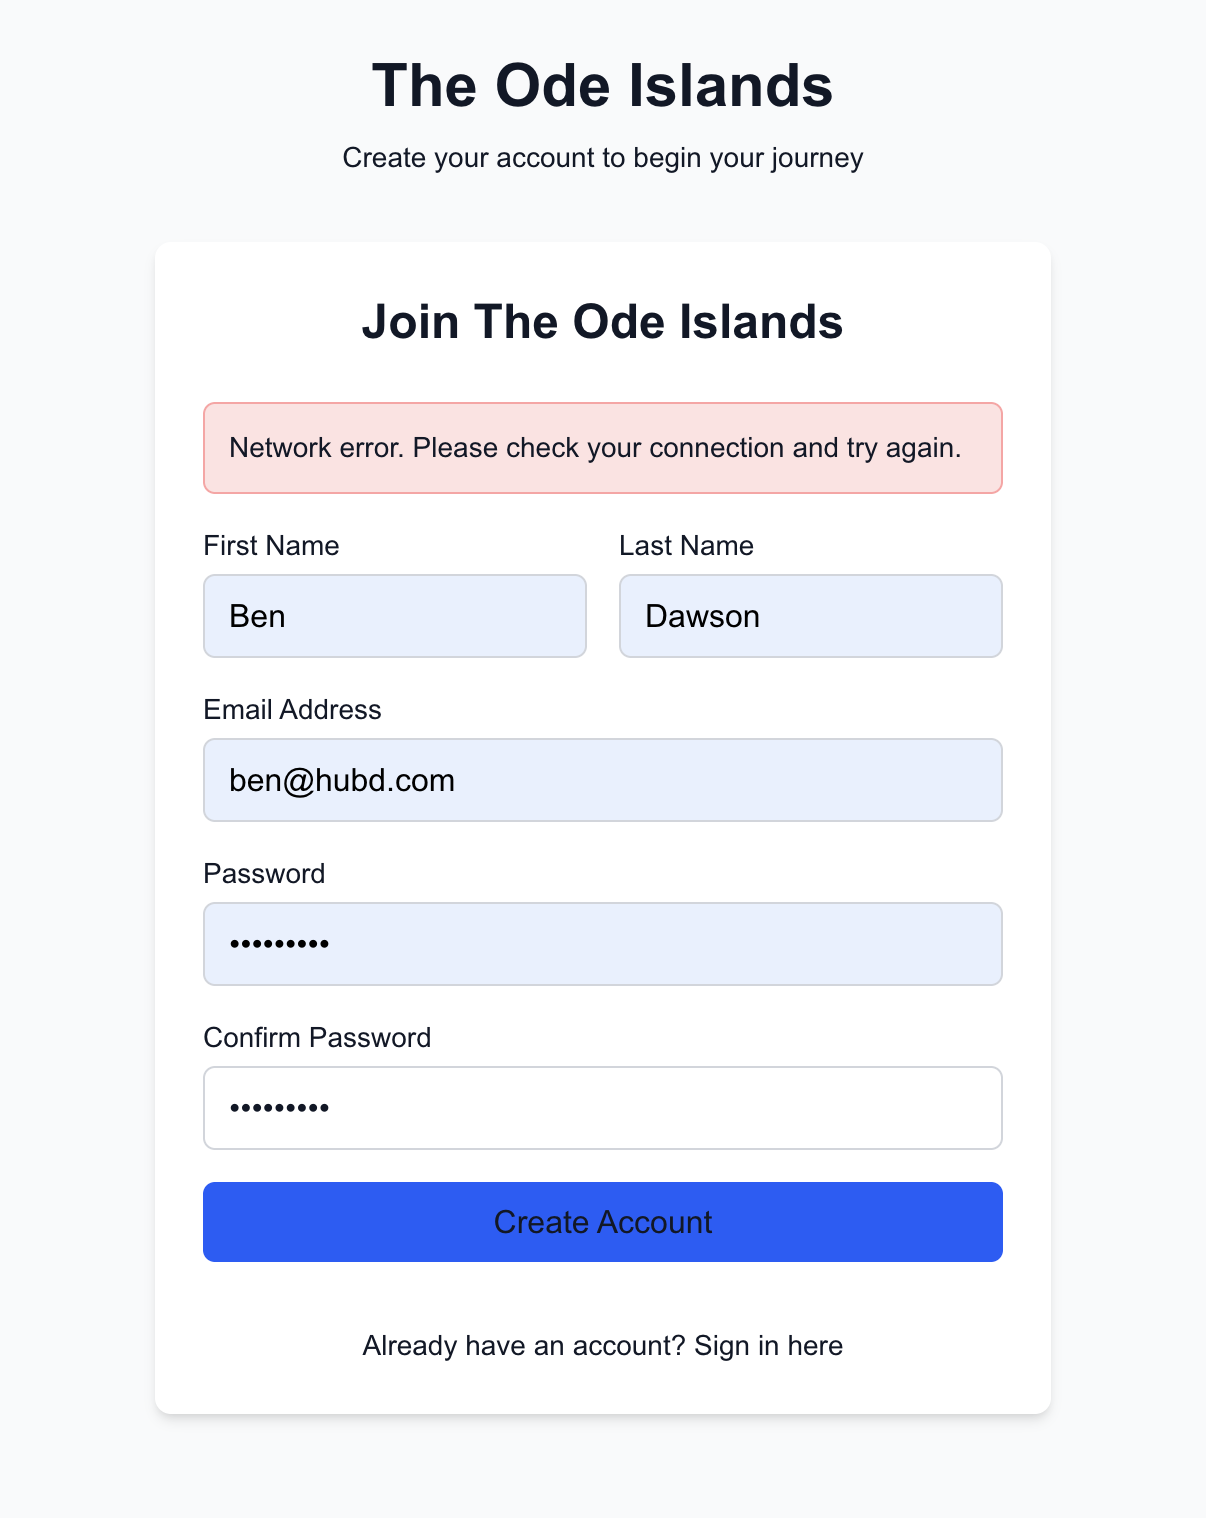 The Ode Islands
Create your account to begin your journey
Join The Ode Islands
Network error. Please check your connection and try again.
First Name
Last Name
Ben
Dawson
Email Address
ben@hubd.com
Password
•••••••••
Confirm Password
•••••••••
Create Account
Already have an account? Sign in here